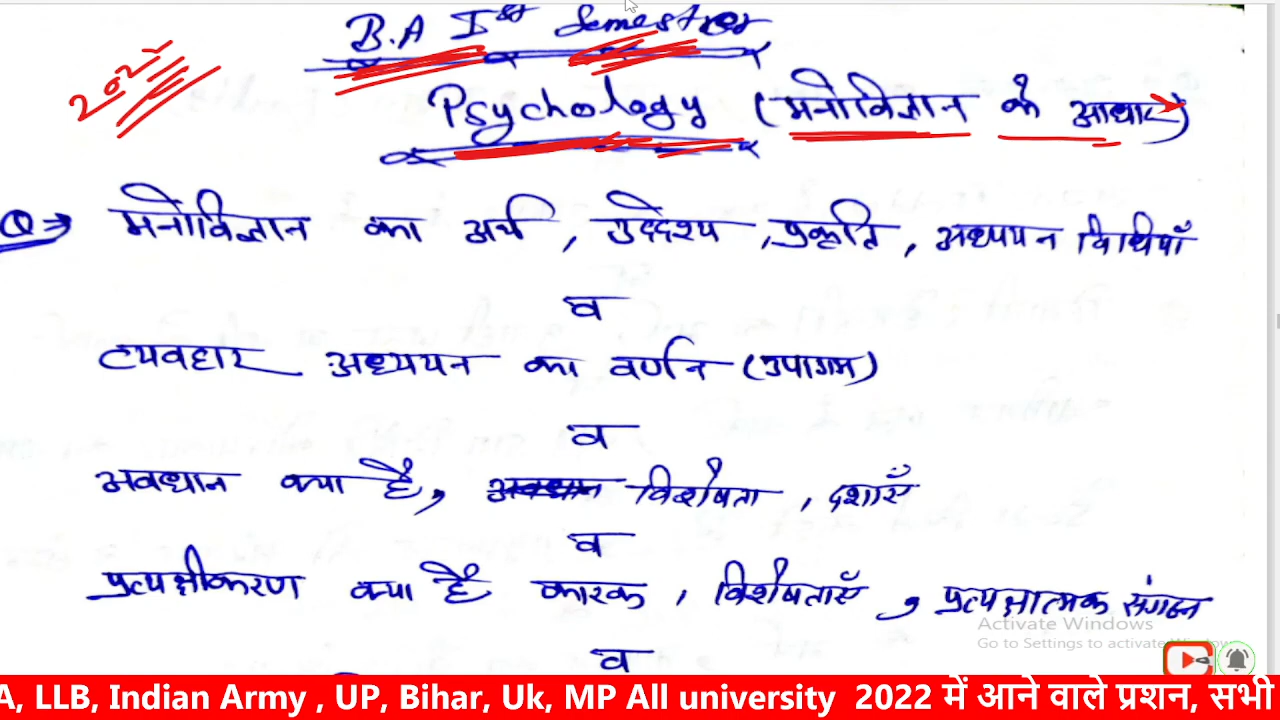 B.A Ist Semester
2022
Psychology (मनोविज्ञान के आधार)
Q⇒ मनोविज्ञान का अर्थ, उद्देश्य, प्रकृति, अध्ययन विधियाँ
व
व्यवहार अध्ययन का वर्णन (उपागम)
व
अवधान क्या है, अवधान विशेषता, दशाएँ
व
प्रत्यक्षीकरण क्या है कारक, विशेषताएँ, प्रत्यक्षात्मक संगठन
व
Activate Windows
Go to Settings to activate Windows.
A, LLB, Indian Army , UP, Bihar, Uk, MP All university 2022 में आने वाले प्रशन, सभी